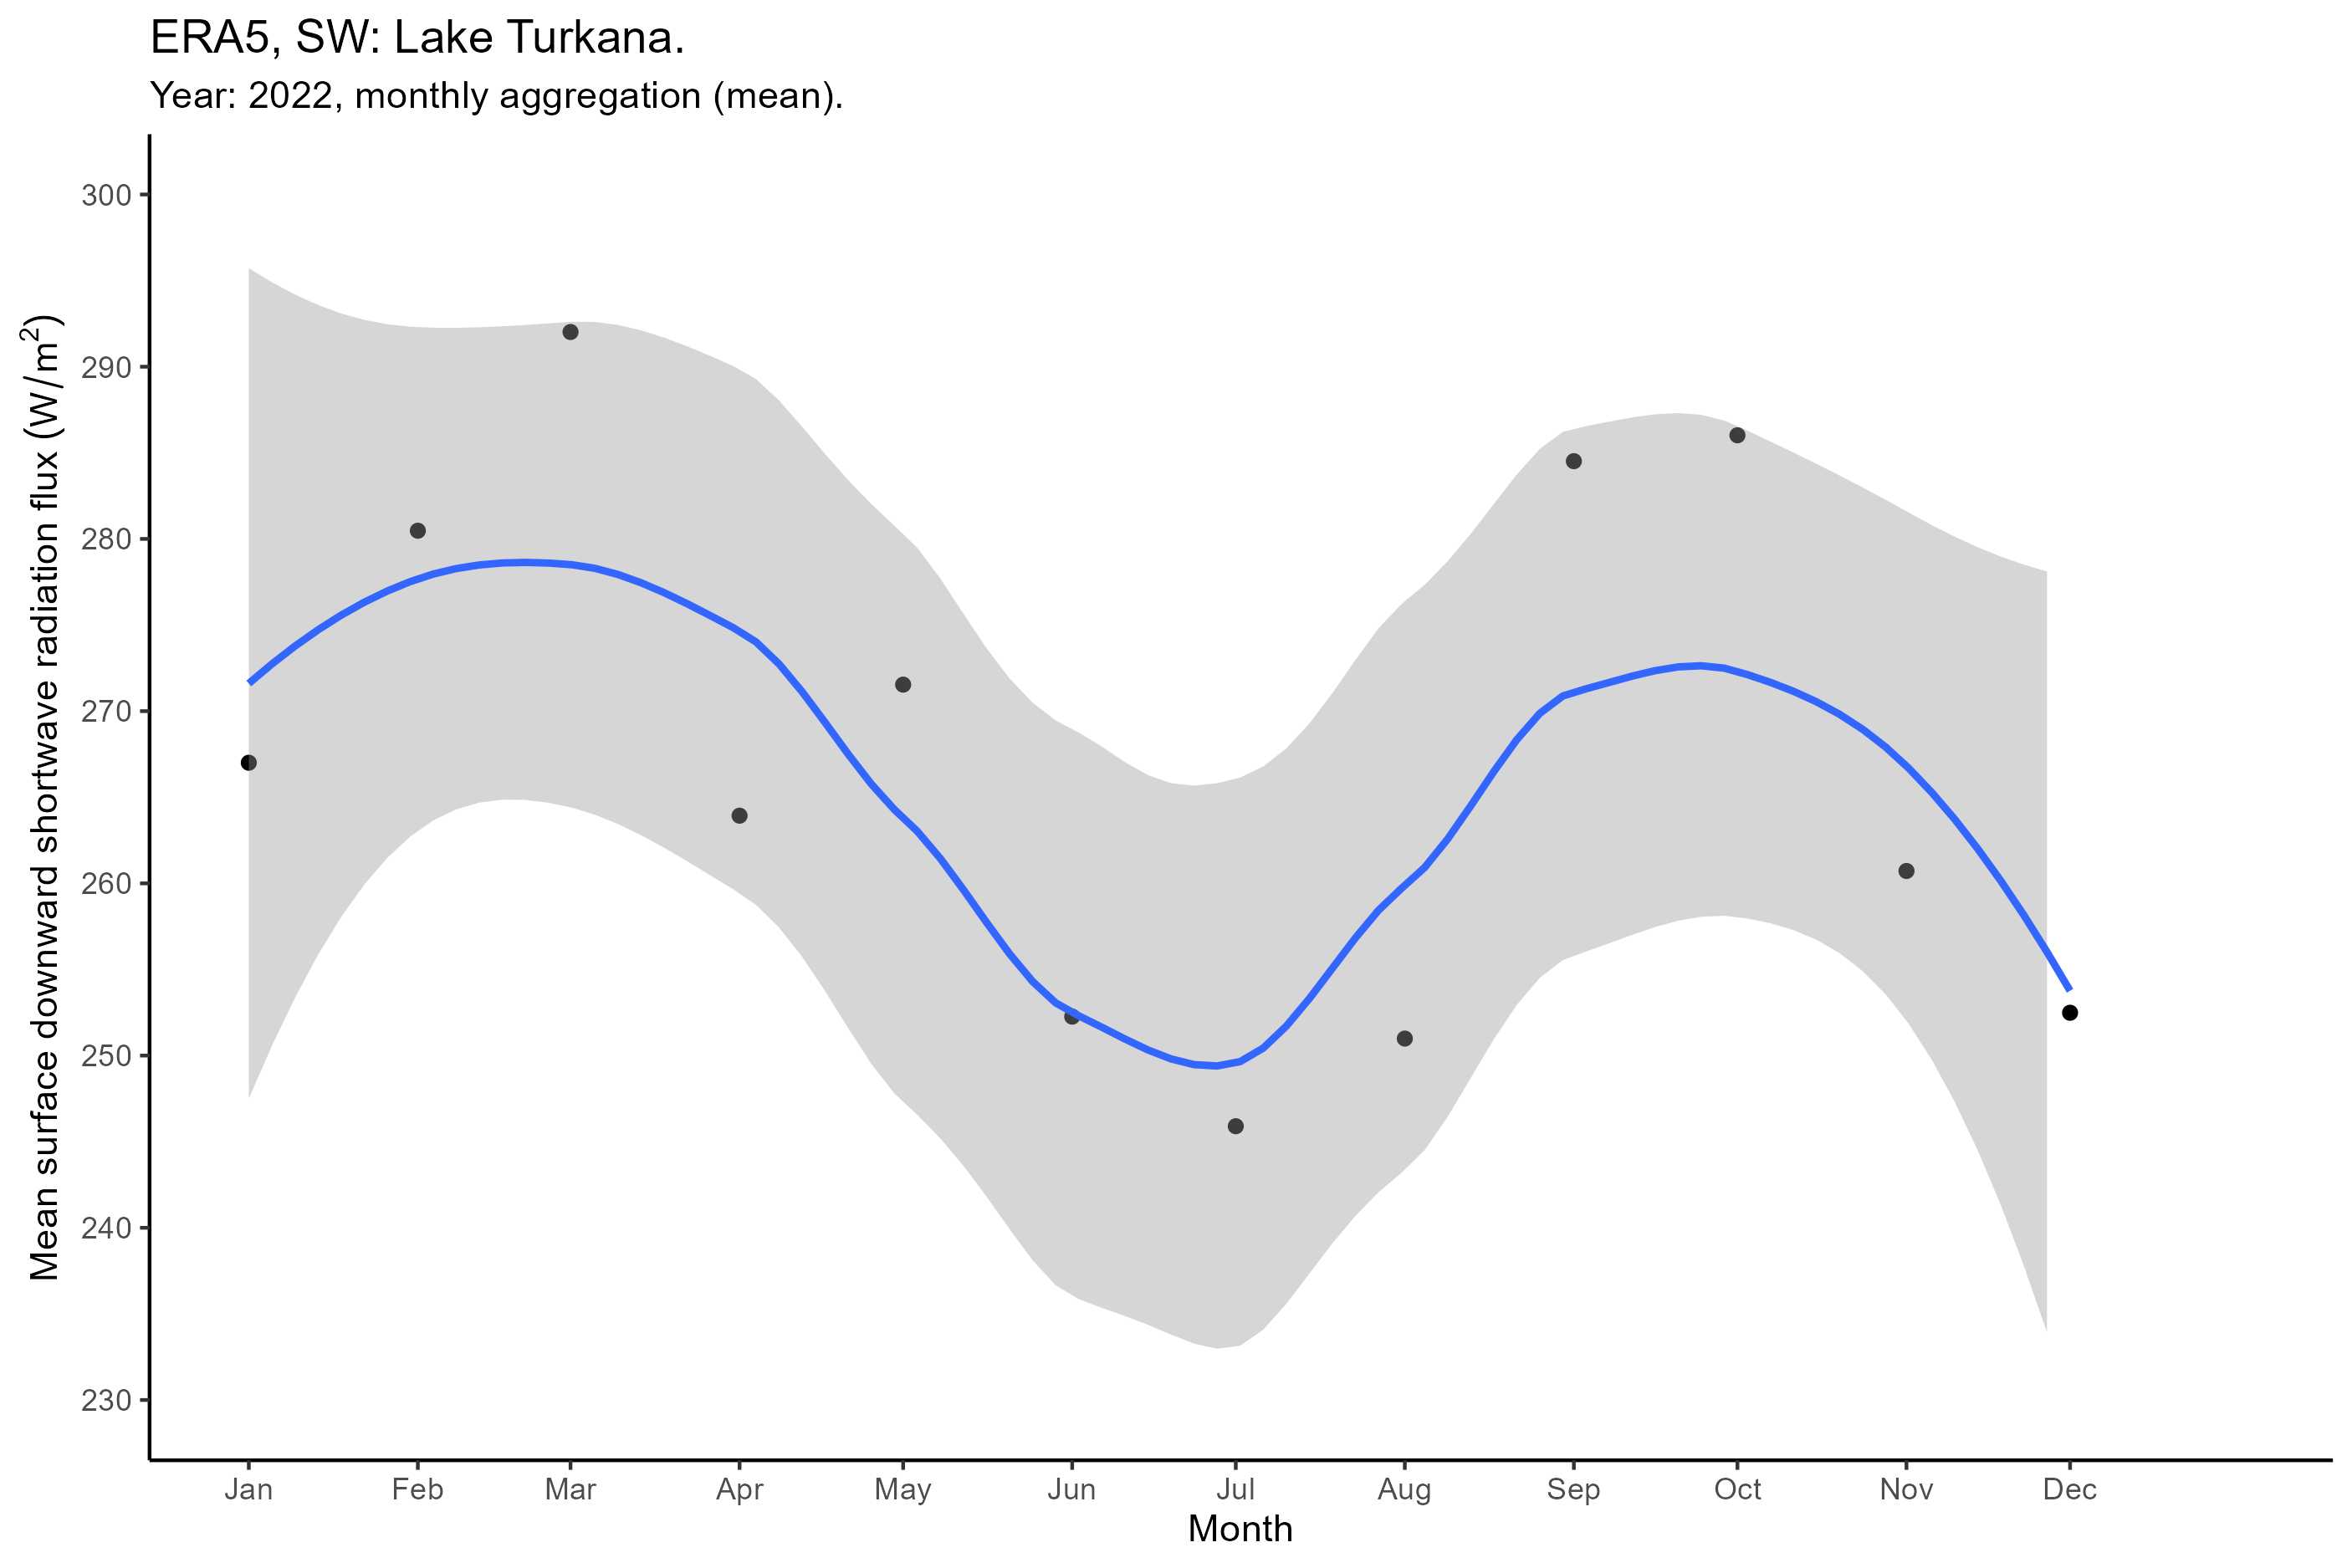 ERA5, SW: Lake Turkana.
Year: 2022, monthly aggregation (mean).
Mean surface downward shortwave radiation flux (W/m²)
300
290
280
270
260
250
240
230
Jan Feb Mar Apr May Jun Jul Aug Sep Oct Nov Dec
Month